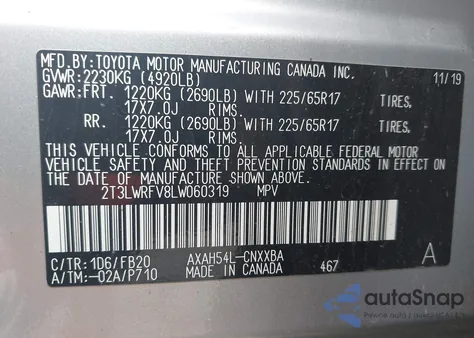 MFD.BY:TOYOTA MOTOR MANUFACTURING CANADA INC. 11/19
GVWR:2230KG (4920LB)
GAWR:FRT. 1220KG (2690LB) WITH 225/65R17 TIRES,
17X7.0J RIMS.
RR. 1220KG (2690LB) WITH 225/65R17 TIRES,
17X7.0J RIMS.
THIS VEHICLE CONFORMS TO ALL APPLICABLE FEDERAL MOTOR
VEHICLE SAFETY AND THEFT PREVENTION STANDARDS IN EFFECT
ON THE DATE OF MANUFACTURE SHOWN ABOVE.
2T3LWRFV8LW060319 MPV
C/TR:1D6/FB20 AXAH54L-CNXXBA A
A/TM:-02A/P710 MADE IN CANADA 467
autoSnap